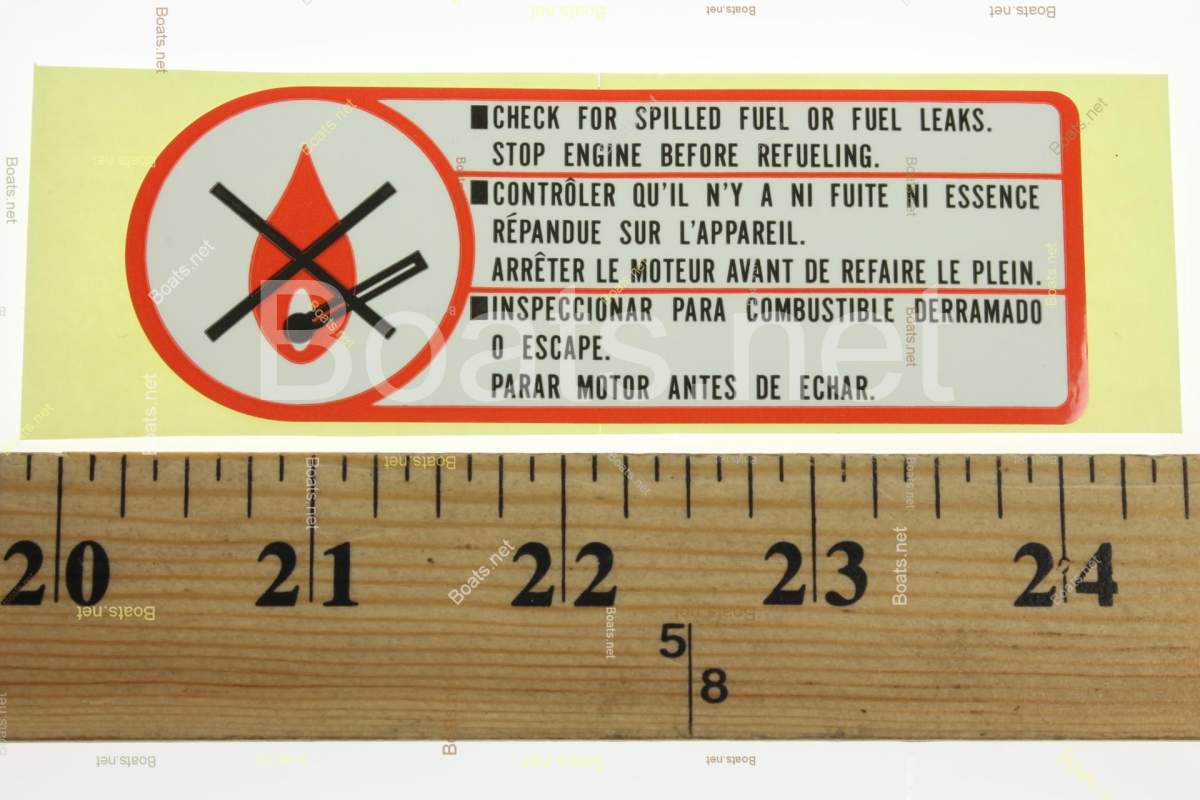 ■CHECK FOR SPILLED FUEL OR FUEL LEAKS.
STOP ENGINE BEFORE REFUELING.
■CONTRÔLER QU'IL N'Y A NI FUITE NI ESSENCE
RÉPANDUE SUR L'APPAREIL.
ARRÊTER LE MOTEUR AVANT DE REFAIRE LE PLEIN.
■INSPECCIONAR PARA COMBUSTIBLE DERRAMADO
O ESCAPE.
PARAR MOTOR ANTES DE ECHAR.
Boats.net
20 21 22 23 24
5
8